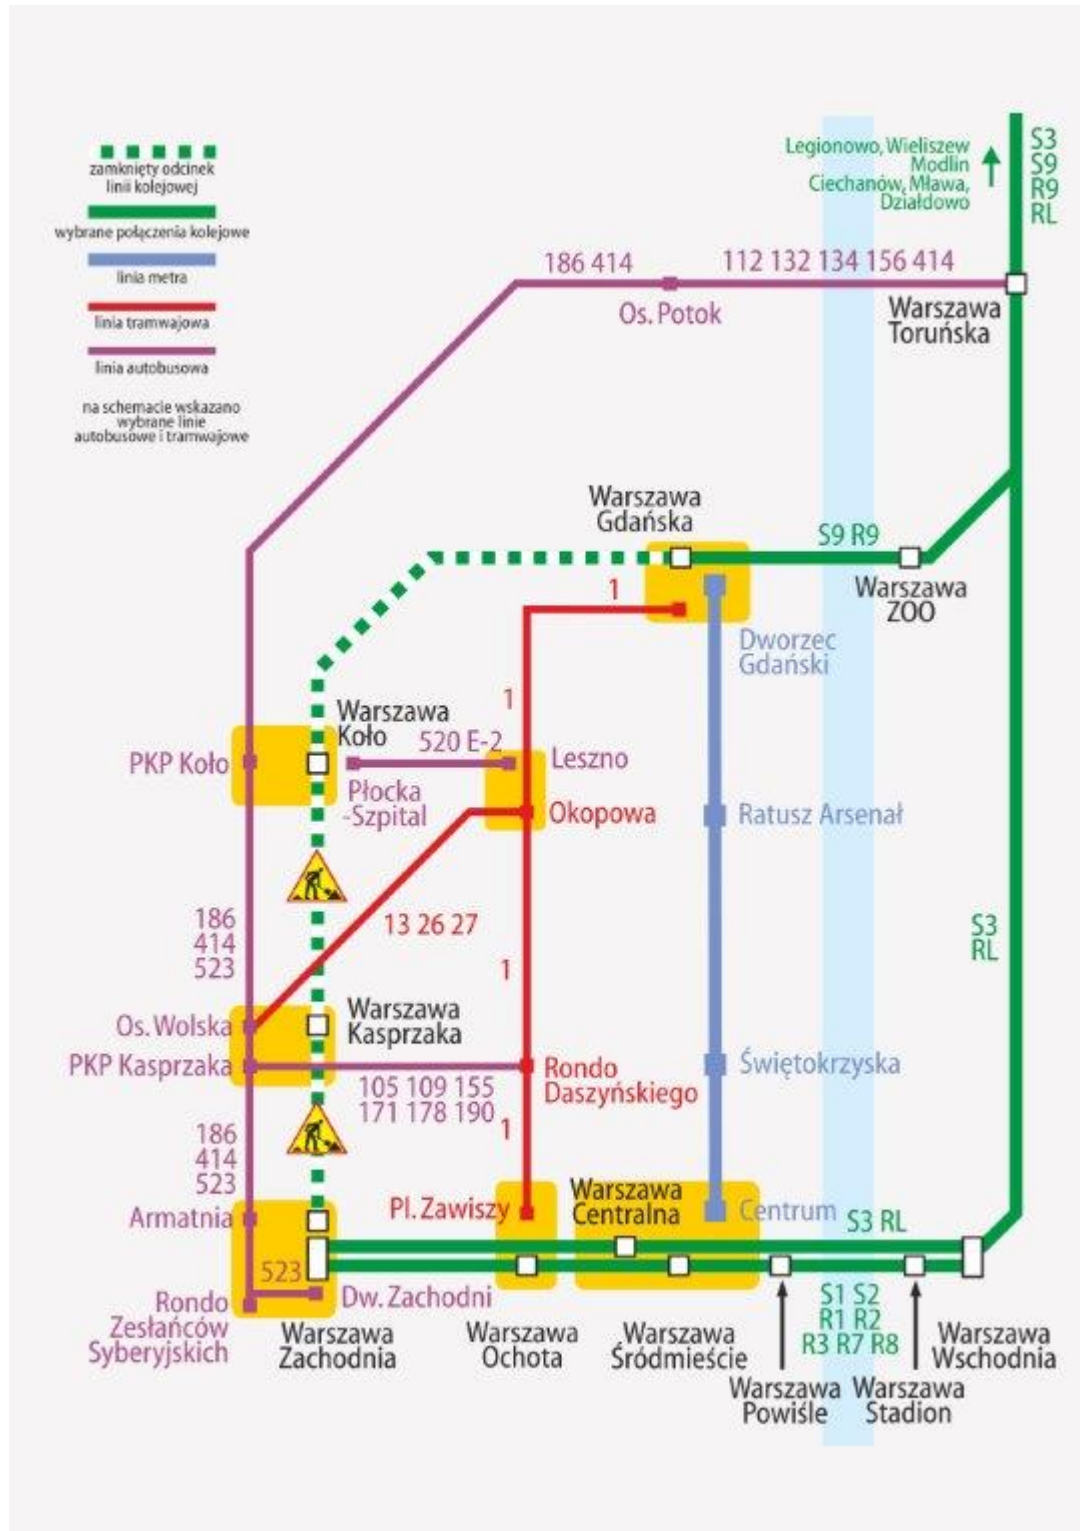 zamknięty odcinek
linii kolejowej
wybrane połączenia kolejowe
linia metra
linia tramwajowa
linia autobusowa
na schemacie wskazano
wybrane linie
autobusowe i tramwajowe
Legionowo, Wieliszew
Modlin
Ciechanów, Mława,
Działdowo
S3
S9
R9
RL
186 414
112 132 134 156 414
Os. Potok
Warszawa
Toruńska
Warszawa
Gdańska
S9 R9
Warszawa
ZOO
1
Dworzec
Gdański
1
Warszawa
Koło
PKP Koło
520 E-2
Leszno
Płocka
-Szpital
Okopowa
Ratusz Arsenał
186
414
523
13 26 27
S3
RL
1
Os. Wolska
Warszawa
Kasprzaka
PKP Kasprzaka
105 109 155
171 178 190
Rondo
Daszyńskiego
Świętokrzyska
1
186
414
523
Armatnia
Pl. Zawiszy
Warszawa
Centralna
Centrum
S3 RL
523
Dw. Zachodni
Rondo
Zesłańców
Syberyjskich
Warszawa
Zachodnia
Warszawa
Ochota
Warszawa
Śródmieście
S1 S2
R1 R2
R3 R7 R8
Warszawa
Wschodnia
Warszawa
Powiśle
Warszawa
Stadion